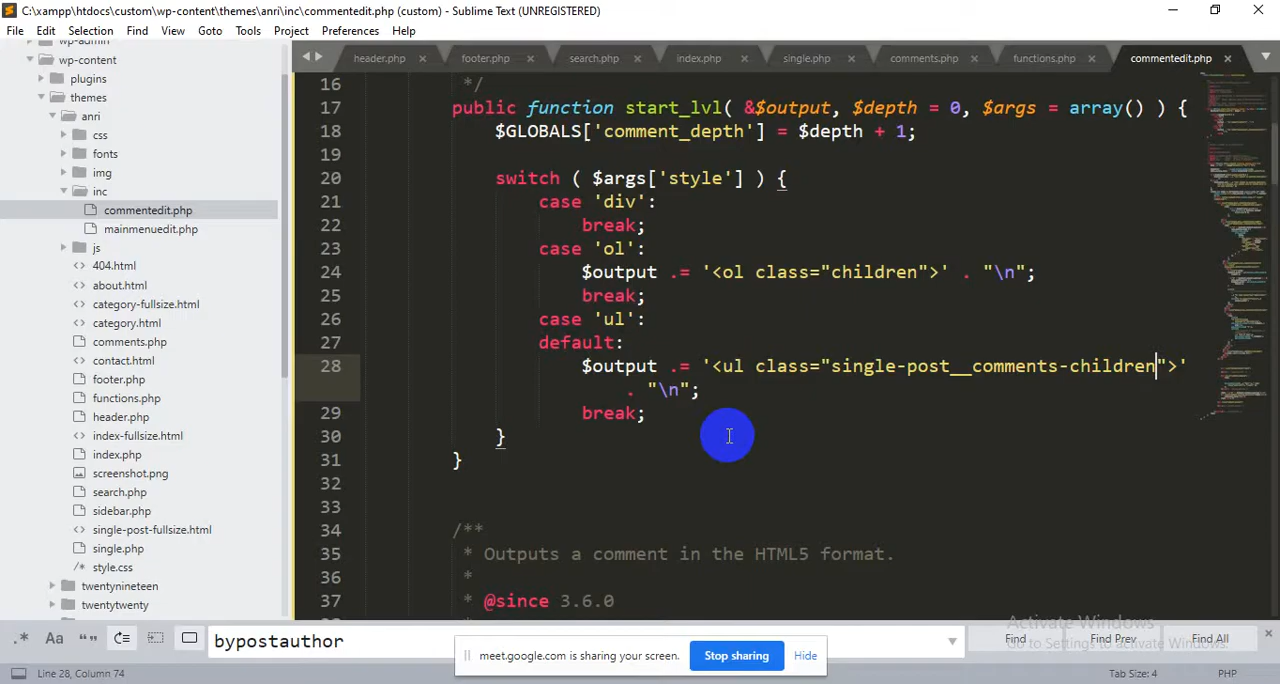 C:\xampp\htdocs\custom\wp-content\themes\anri\inc\commentedit.php (custom) - Sublime Text (UNREGISTERED)
File Edit Selection Find View Goto Tools Project Preferences Help
wp-admin
wp-content
plugins
themes
anri
css
fonts
img
inc
commentedit.php
mainmenuedit.php
js
404.html
about.html
category-fullsize.html
category.html
comments.php
contact.html
footer.php
functions.php
header.php
index-fullsize.html
index.php
screenshot.png
search.php
sidebar.php
single-post-fullsize.html
single.php
style.css
twentynineteen
twentytwenty
header.php footer.php search.php index.php single.php comments.php functions.php commentedit.php
16 */
17 public function start_lvl( &$output, $depth = 0, $args = array() ) {
18 $GLOBALS['comment_depth'] = $depth + 1;
19
20 switch ( $args['style'] ) {
21 case 'div':
22 break;
23 case 'ol':
24 $output .= '<ol class="children">' . "\n";
25 break;
26 case 'ul':
27 default:
28 $output .= '<ul class="single-post__comments-children">'
. "\n";
29 break;
30 }
31 }
32
33
34 /**
35 * Outputs a comment in the HTML5 format.
36 *
37 * @since 3.6.0
.* Aa “” bypostauthor Find Find Prev Find All
Activate Windows
Go to Settings to activate Windows.
meet.google.com is sharing your screen. Stop sharing Hide
Line 28, Column 74 Tab Size: 4 PHP